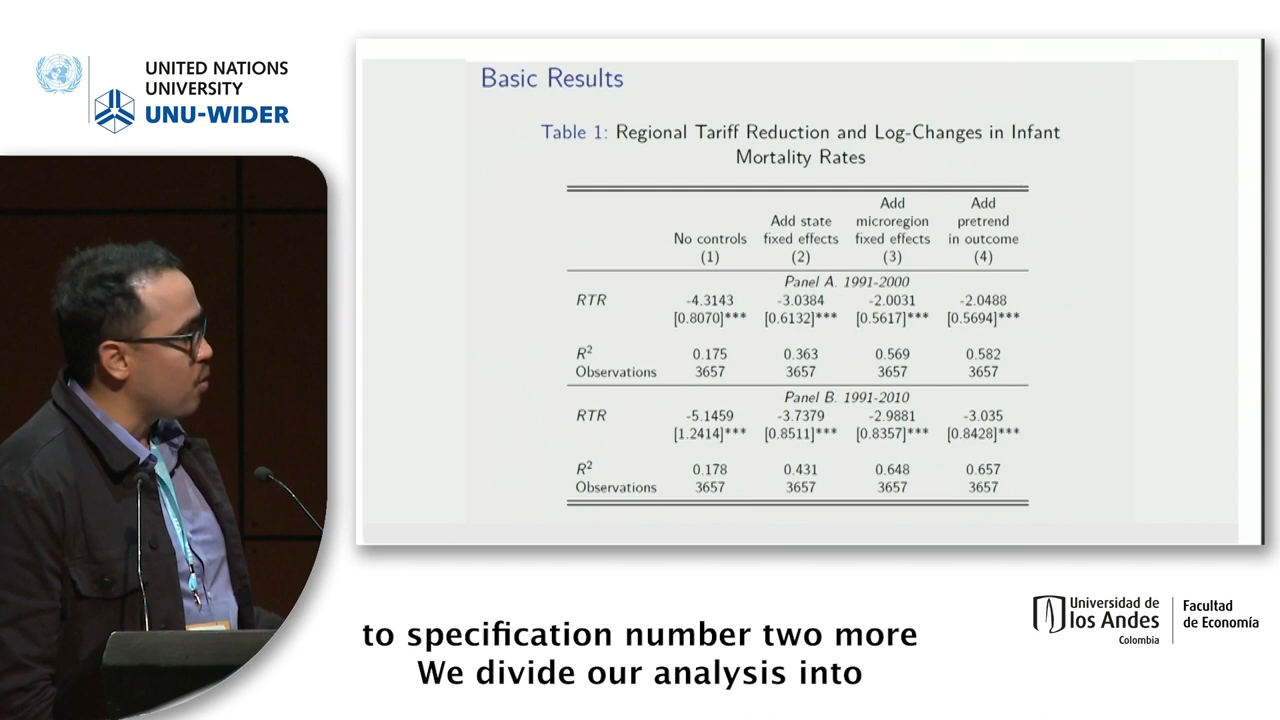 UNITED NATIONS
UNIVERSITY
UNU-WIDER
Basic Results
Table 1: Regional Tariff Reduction and Log-Changes in Infant
Mortality Rates
No controls
(1)
Add state
fixed effects
(2)
Add
microregion
fixed effects
(3)
Add
pretrend
in outcome
(4)
Panel A. 1991-2000
RTR -4.3143 -3.0384 -2.0031 -2.0488
[0.8070]*** [0.6132]*** [0.5617]*** [0.5694]***
R² 0.175 0.363 0.569 0.582
Observations 3657 3657 3657 3657
Panel B. 1991-2010
RTR -5.1459 -3.7379 -2.9881 -3.035
[1.2414]*** [0.8511]*** [0.8357]*** [0.8428]***
R² 0.178 0.431 0.648 0.657
Observations 3657 3657 3657 3657
to specification number two more
We divide our analysis into
Universidad de
los Andes
Colombia
Facultad
de Economía